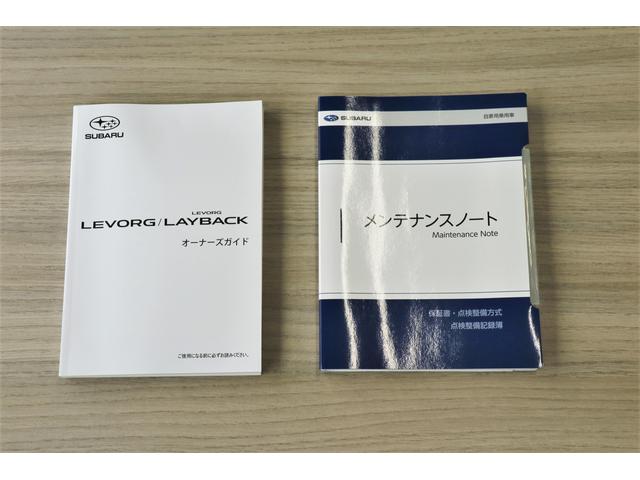 SUBARU
LEVORG
LEVORG/LAYBACK
オーナーズガイド
ご使用になる前に必ずお読みください。
SUBARU
自家用乗用車
メンテナンスノート
Maintenance Note
保証書・点検整備方式
点検整備記録簿